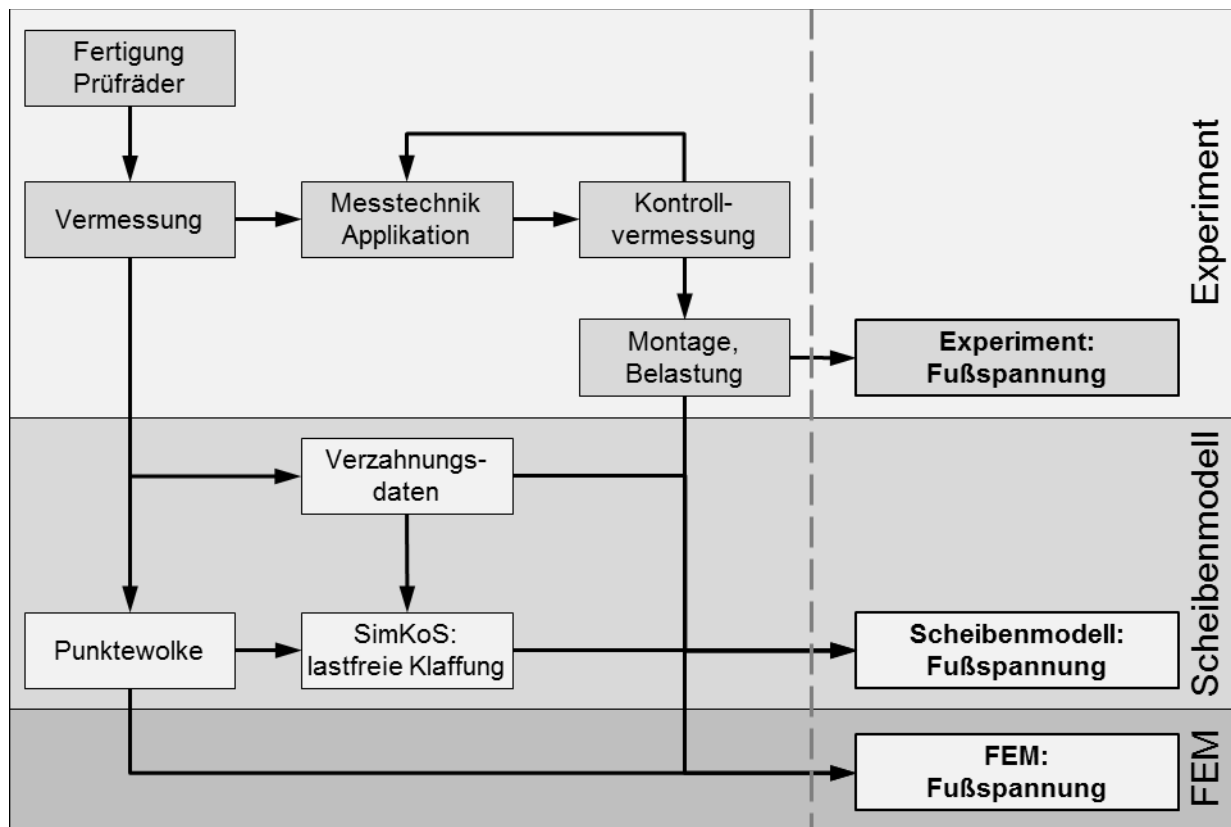 Fertigung
Prüfräder
Vermessung
Messtechnik
Applikation
Kontroll-
vermessung
Montage,
Belastung
Experiment:
Fußspannung
Experiment
Verzahnungs-
daten
Punktewolke
SimKoS:
lastfreie Klaffung
Scheibenmodell:
Fußspannung
Scheibenmodell
FEM:
Fußspannung
FEM